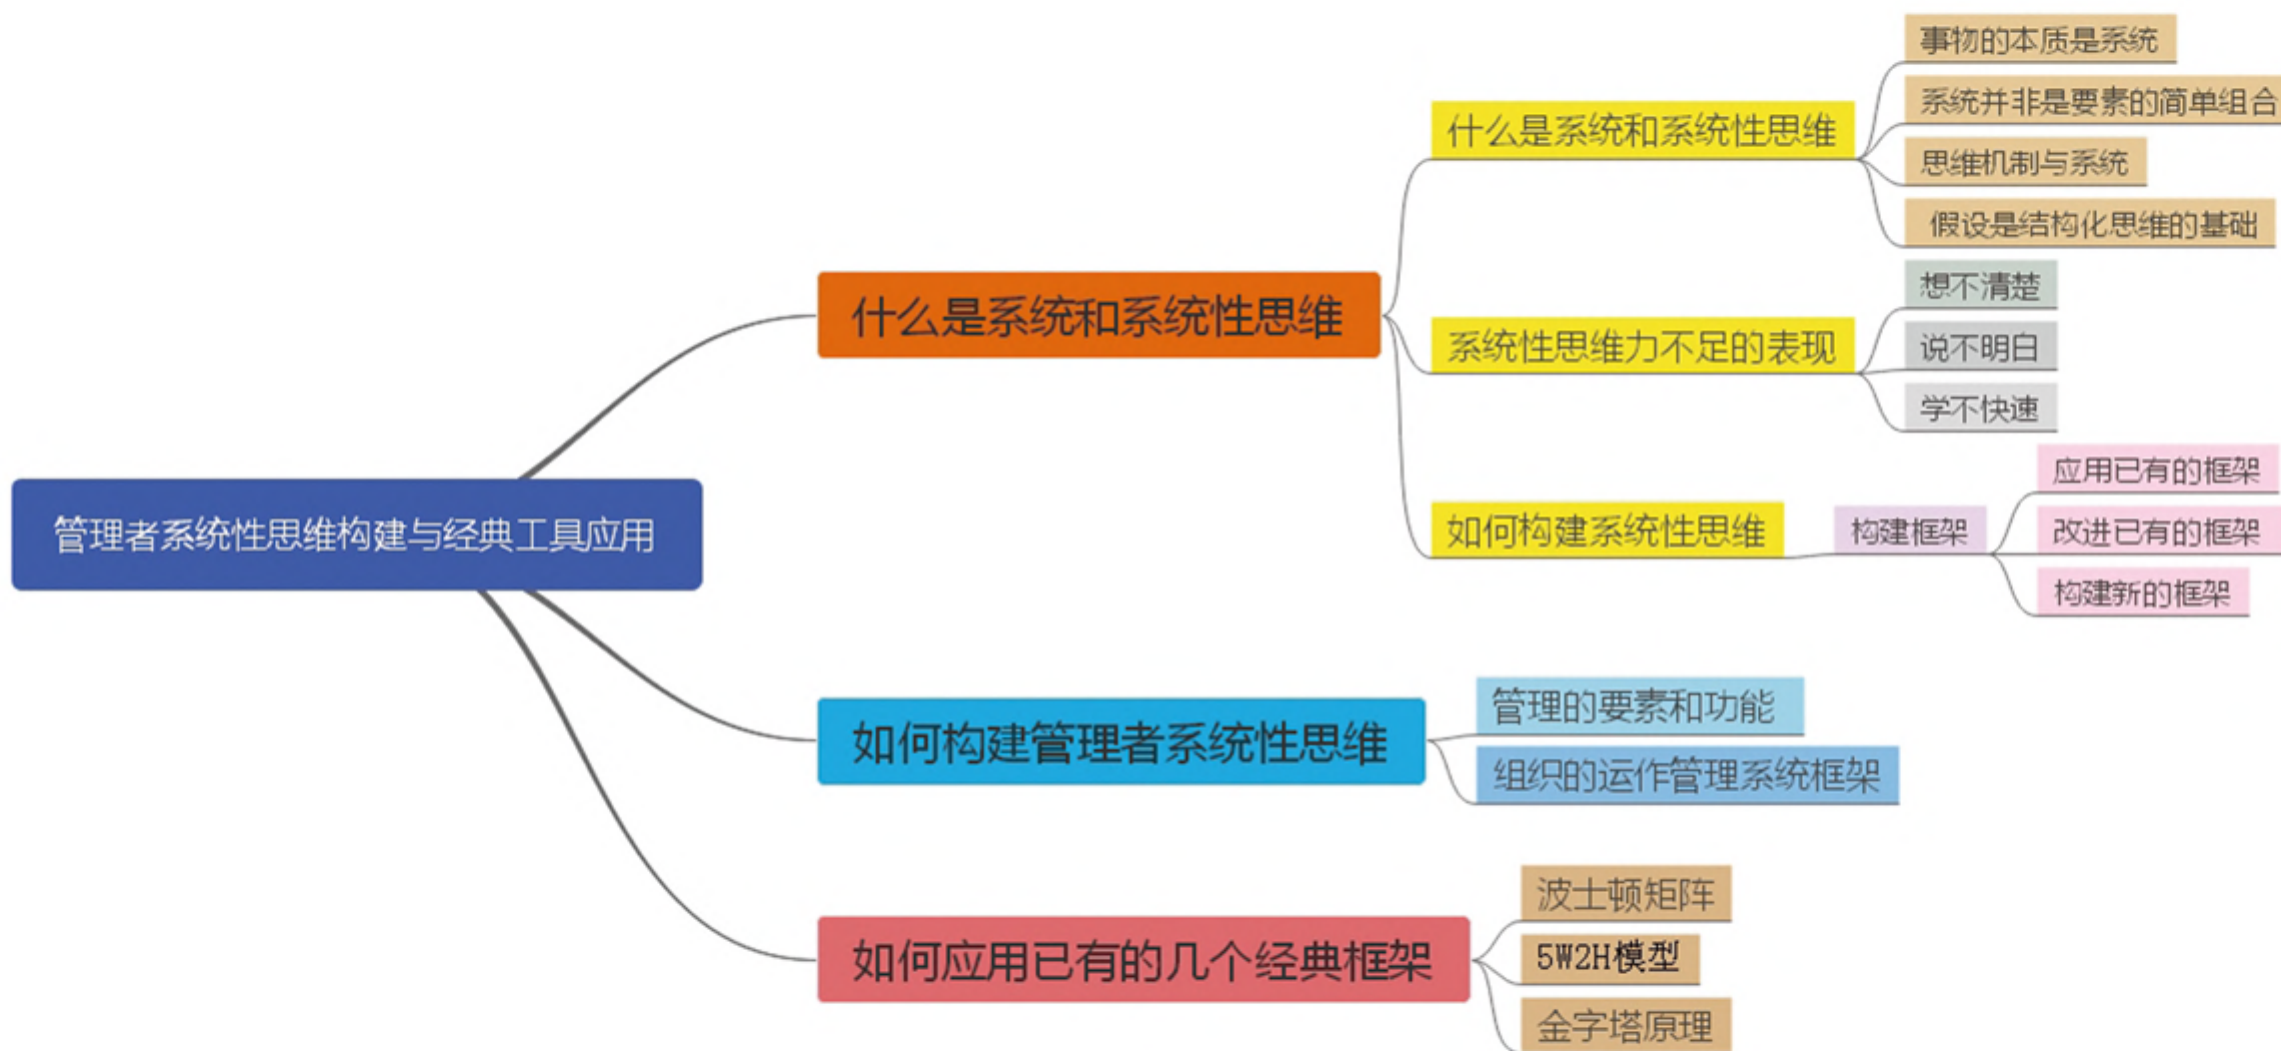 管理者系统性思维构建与经典工具应用
什么是系统和系统性思维
什么是系统和系统性思维
事物的本质是系统
系统并非是要素的简单组合
思维机制与系统
假设是结构化思维的基础
系统性思维力不足的表现
想不清楚
说不明白
学不快速
如何构建系统性思维
构建框架
应用已有的框架
改进已有的框架
构建新的框架
如何构建管理者系统性思维
管理的要素和功能
组织的运作管理系统框架
如何应用已有的几个经典框架
波士顿矩阵
5W2H模型
金字塔原理